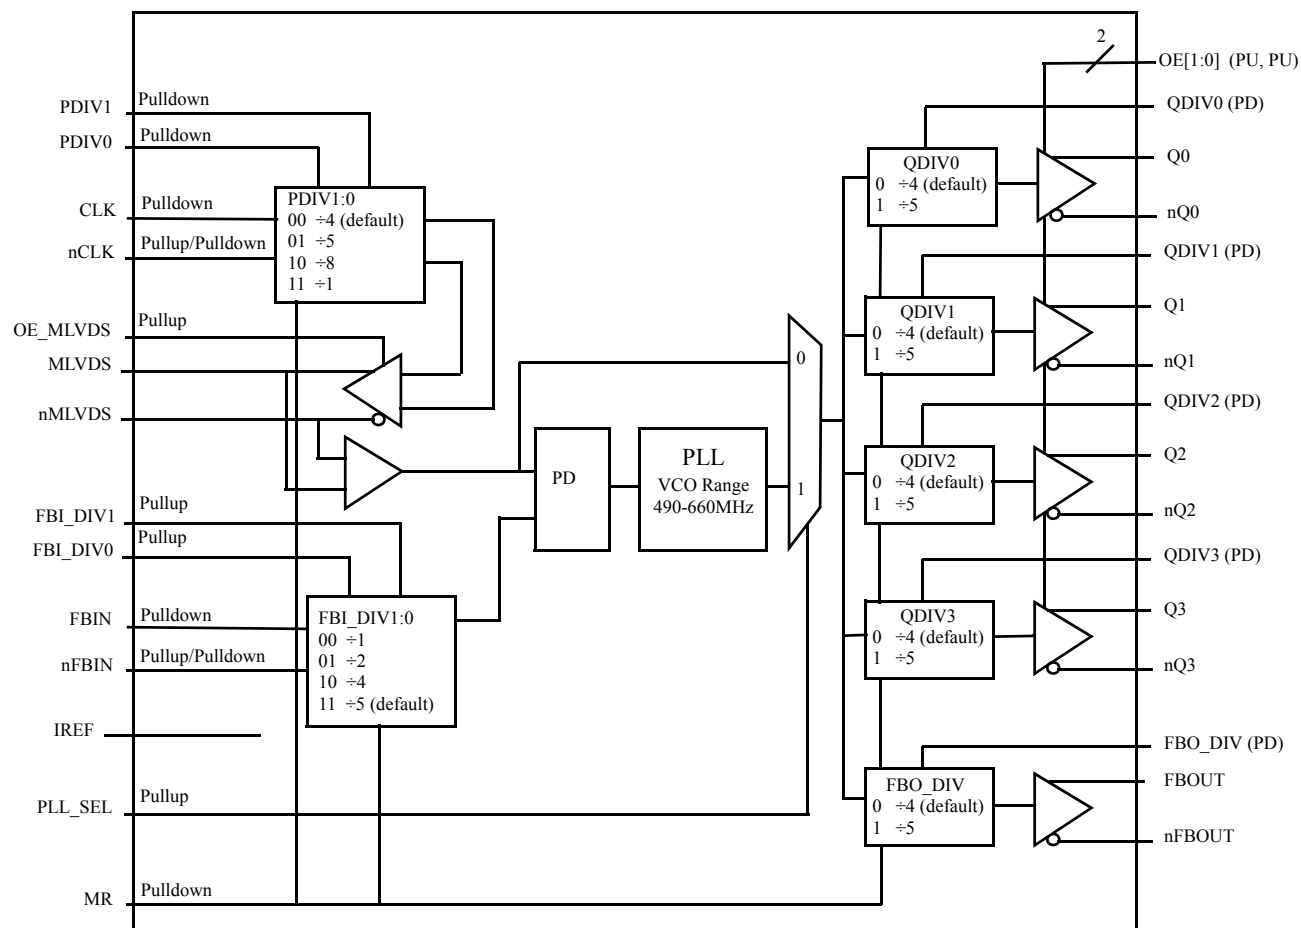 2
OE[1:0] (PU, PU)
PDIV1
Pulldown
QDIV0 (PD)
PDIV0
Pulldown
QDIV0
0 ÷4 (default)
1 ÷5
Q0
nQ0
CLK
Pulldown
nCLK
Pullup/Pulldown
PDIV1:0
00 ÷4 (default)
01 ÷5
10 ÷8
11 ÷1
QDIV1 (PD)
QDIV1
0 ÷4 (default)
1 ÷5
Q1
nQ1
OE_MLVDS
Pullup
MLVDS
nMLVDS
0
1
QDIV2 (PD)
QDIV2
0 ÷4 (default)
1 ÷5
Q2
nQ2
PD
PLL
VCO Range
490-660MHz
FBI_DIV1
Pullup
FBI_DIV0
Pullup
QDIV3 (PD)
QDIV3
0 ÷4 (default)
1 ÷5
Q3
nQ3
FBIN
Pulldown
nFBIN
Pullup/Pulldown
FBI_DIV1:0
00 ÷1
01 ÷2
10 ÷4
11 ÷5 (default)
IREF
FBO_DIV (PD)
FBO_DIV
0 ÷4 (default)
1 ÷5
FBOUT
nFBOUT
PLL_SEL
Pullup
MR
Pulldown